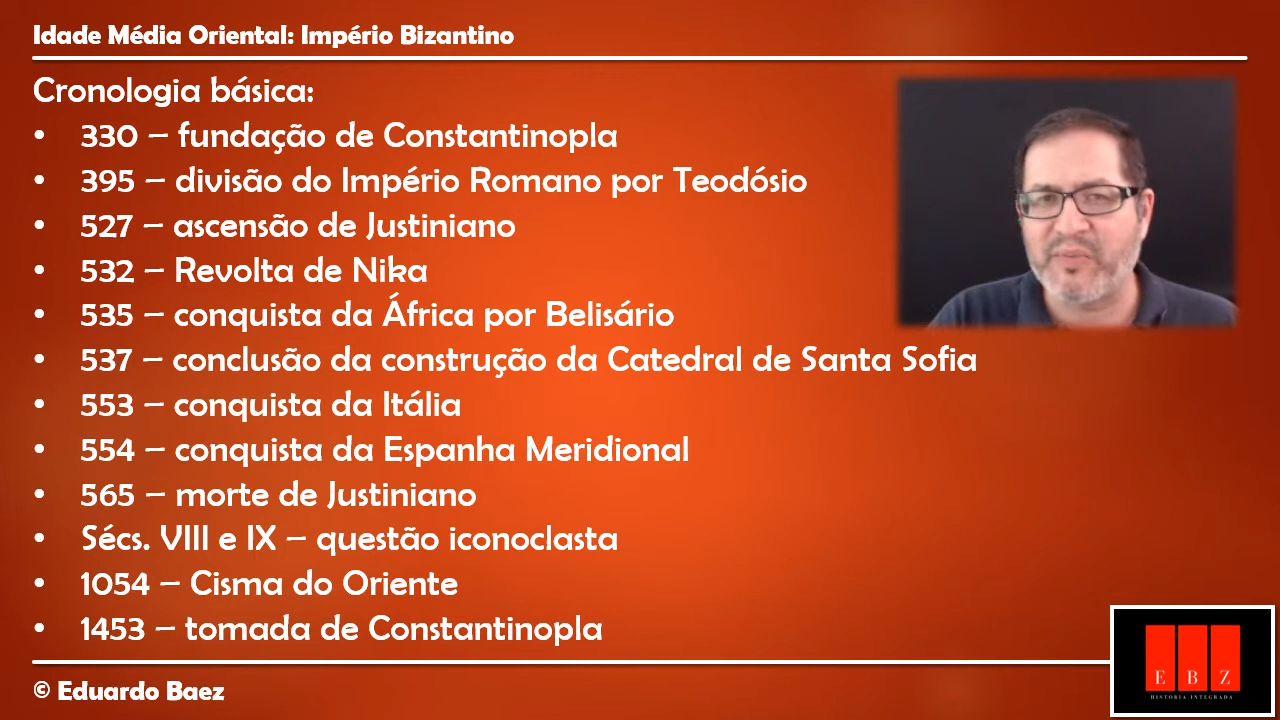 Idade Média Oriental: Império Bizantino
Cronologia básica:
• 330 – fundação de Constantinopla
• 395 – divisão do Império Romano por Teodósio
• 527 – ascensão de Justiniano
• 532 – Revolta de Nika
• 535 – conquista da África por Belisário
• 537 – conclusão da construção da Catedral de Santa Sofia
• 553 – conquista da Itália
• 554 – conquista da Espanha Meridional
• 565 – morte de Justiniano
• Sécs. VIII e IX – questão iconoclasta
• 1054 – Cisma do Oriente
• 1453 – tomada de Constantinopla
© Eduardo Baez
E B Z
HISTORIA INTEGRADA